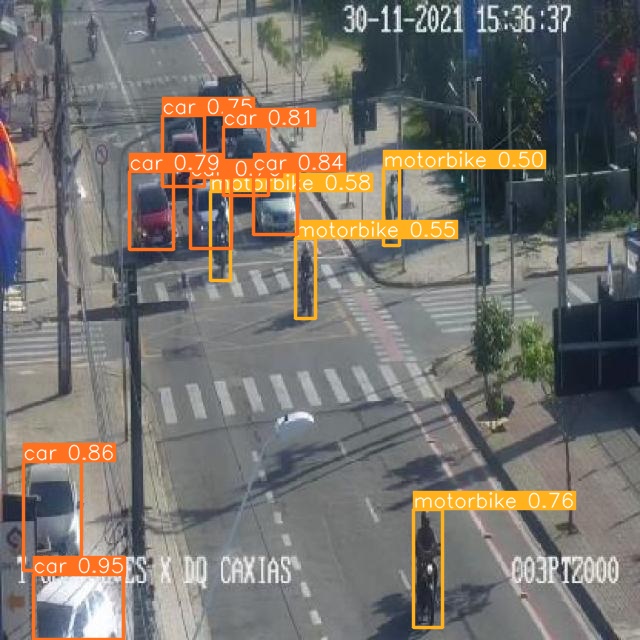 30-11-2021 15:36:37
car 0.75
car 0.81
car 0.79
car 0.84
motorbike 0.50
motorbike 0.58
motorbike 0.55
car 0.86
motorbike 0.76
car 0.95
X DQ CAXIAS
003PTZ000